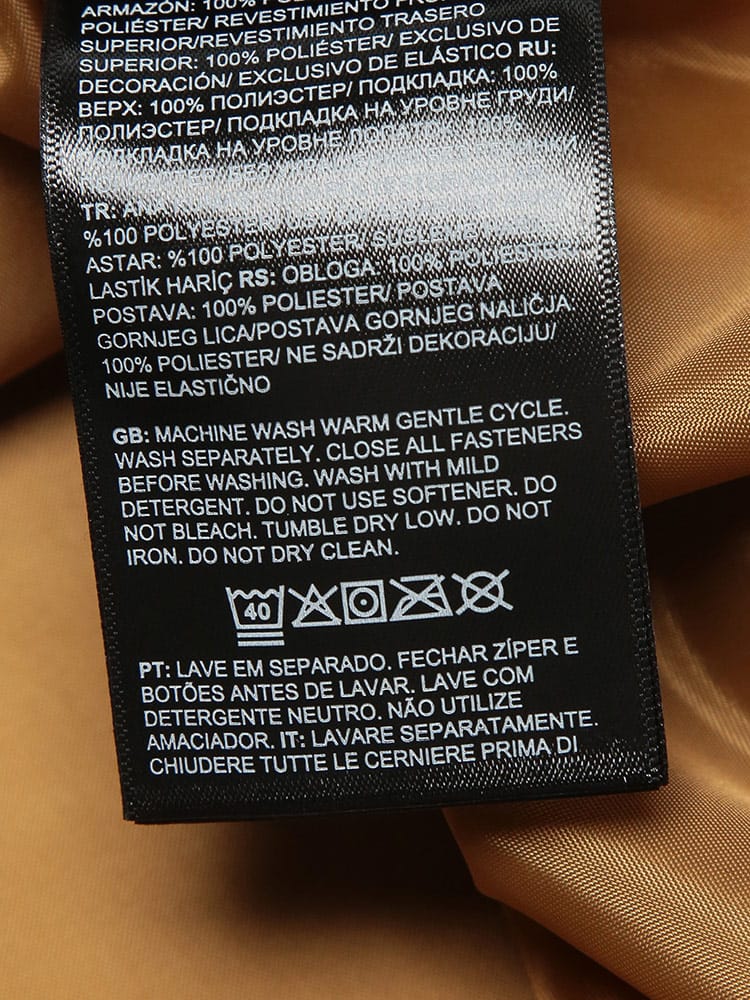 ARMAZÓN: 100%
POLIÉSTER/ REVESTIMIENTO
SUPERIOR/REVESTIMIENTO TRASERO
SUPERIOR: 100% POLIÉSTER/ EXCLUSIVO DE
DECORACIÓN/ EXCLUSIVO DE ELÁSTICO RU:
ВЕРХ: 100% ПОЛИЭСТЕР/ ПОДКЛАДКА: 100%
ПОЛИЭСТЕР/ ПОДКЛАДКА НА УРОВНЕ ГРУДИ/
ПОДКЛАДКА НА УРОВНЕ
TR:
%100
ASTAR: %100 POLYESTER/
LASTİK HARİÇ RS: OBLOGA: 100% POLIESTER/
POSTAVA: 100% POLIESTER/ POSTAVA
GORNJEG LICA/POSTAVA GORNJEG NALIČJA
100% POLIESTER/ NE SADRŽI DEKORACIJU/
NIJE ELASTIČNO
GB: MACHINE WASH WARM GENTLE CYCLE.
WASH SEPARATELY. CLOSE ALL FASTENERS
BEFORE WASHING. WASH WITH MILD
DETERGENT. DO NOT USE SOFTENER. DO
NOT BLEACH. TUMBLE DRY LOW. DO NOT
IRON. DO NOT DRY CLEAN.
40
PT: LAVE EM SEPARADO. FECHAR ZÍPER E
BOTÕES ANTES DE LAVAR. LAVE COM
DETERGENTE NEUTRO. NÃO UTILIZE
AMACIADOR. IT: LAVARE SEPARATAMENTE.
CHIUDERE TUTTE LE CERNIERE PRIMA DI